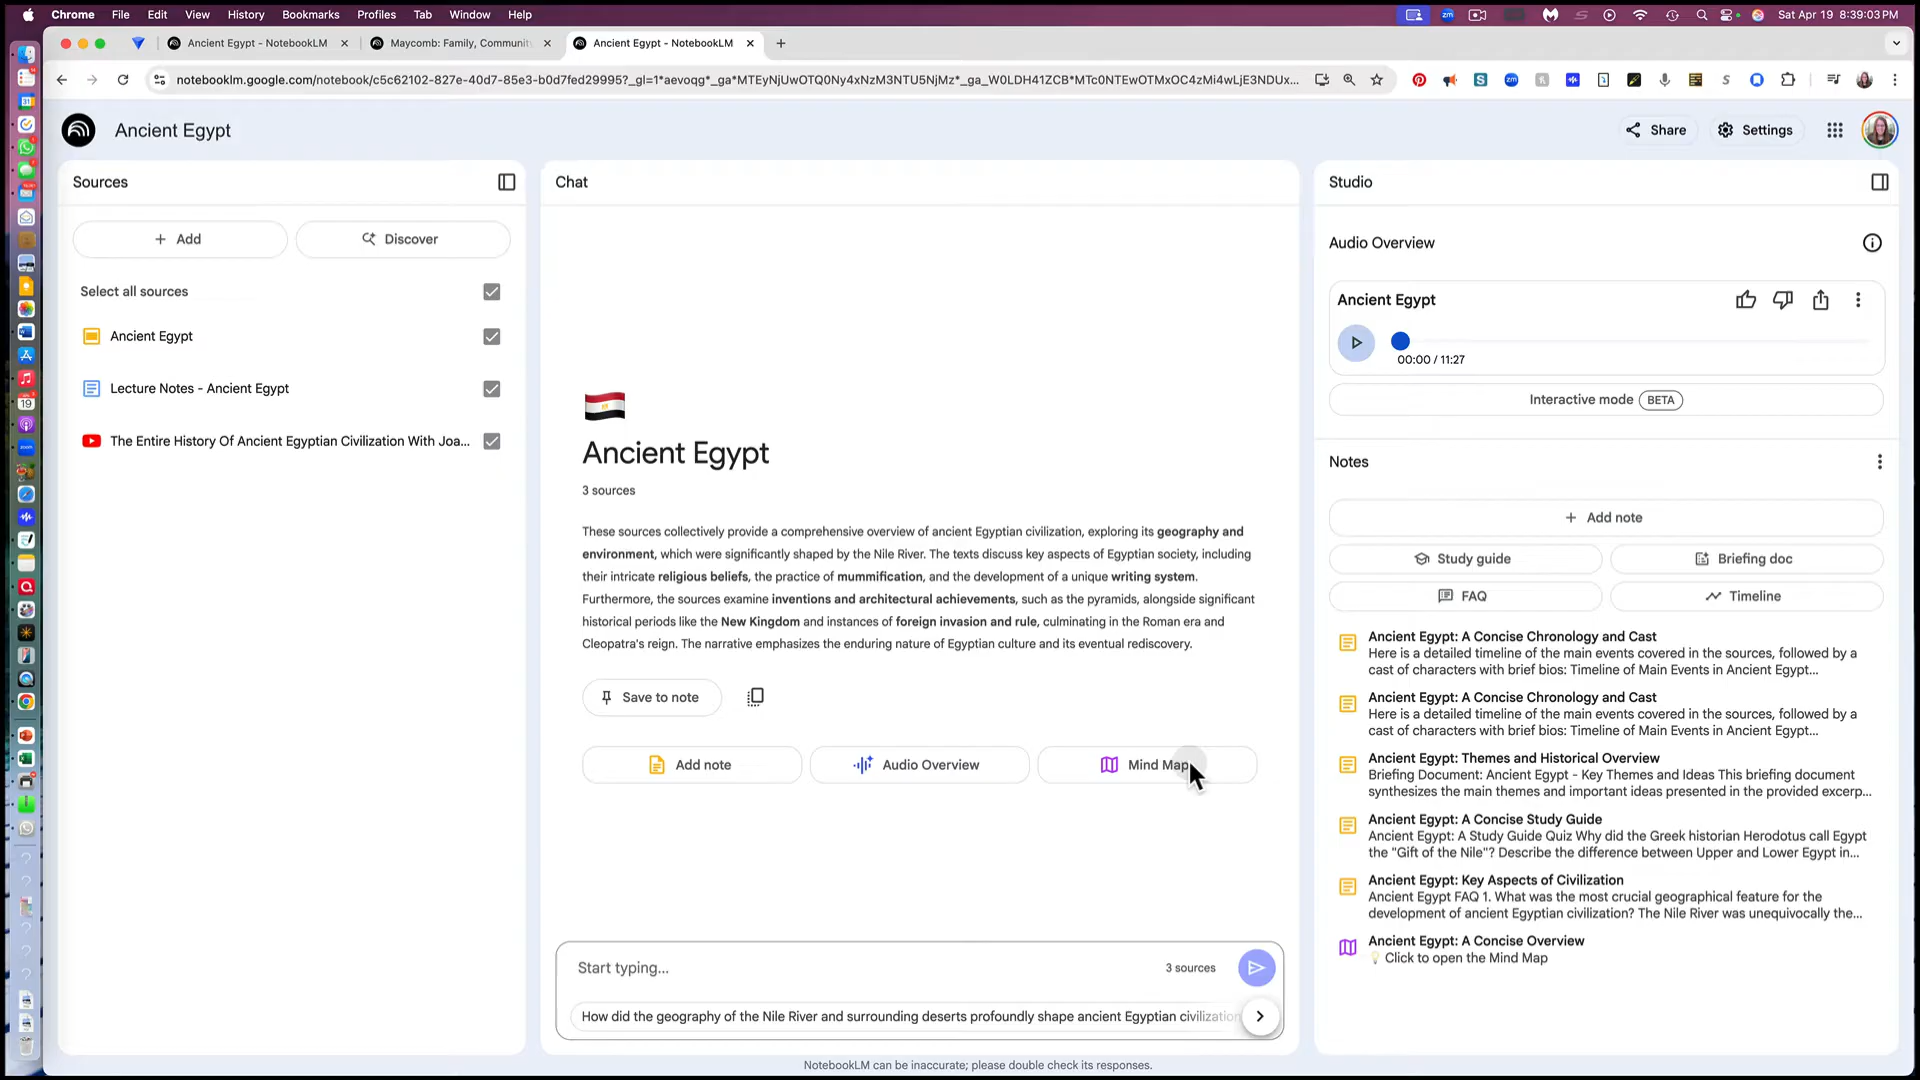 Chrome File Edit View History Bookmarks Profiles Tab Window Help
Sat Apr 19 8:39:03 PM
Ancient Egypt - NotebookLM
Maycomb: Family, Communit
Ancient Egypt - NotebookLM
notebooklm.google.com/notebook/c5c62102-827e-40d7-85e3-b0d7fed29995?_gl=1*aevoqg*_ga*MTEyNjUwOTQ0Ny4xNzM3NTU5NjMz*_ga_W0LDH41ZCB*MTc0NTEwOTMxOC4zMi4wLjE3NDUx...
Ancient Egypt
Share
Settings
Sources
Add
Discover
Select all sources
Ancient Egypt
Lecture Notes - Ancient Egypt
The Entire History Of Ancient Egyptian Civilization With Joa...
Chat
Ancient Egypt
3 sources
These sources collectively provide a comprehensive overview of ancient Egyptian civilization, exploring its geography and
environment, which were significantly shaped by the Nile River. The texts discuss key aspects of Egyptian society, including
their intricate religious beliefs, the practice of mummification, and the development of a unique writing system.
Furthermore, the sources examine inventions and architectural achievements, such as the pyramids, alongside significant
historical periods like the New Kingdom and instances of foreign invasion and rule, culminating in the Roman era and
Cleopatra's reign. The narrative emphasizes the enduring nature of Egyptian culture and its eventual rediscovery.
Save to note
Add note
Audio Overview
Mind Map
Start typing...
3 sources
How did the geography of the Nile River and surrounding deserts profoundly shape ancient Egyptian civilization
NotebookLM can be inaccurate; please double check its responses.
Studio
Audio Overview
Ancient Egypt
00:00 / 11:27
Interactive mode BETA
Notes
Add note
Study guide
Briefing doc
FAQ
Timeline
Ancient Egypt: A Concise Chronology and Cast
Here is a detailed timeline of the main events covered in the sources, followed by a
cast of characters with brief bios: Timeline of Main Events in Ancient Egypt...
Ancient Egypt: A Concise Chronology and Cast
Here is a detailed timeline of the main events covered in the sources, followed by a
cast of characters with brief bios: Timeline of Main Events in Ancient Egypt...
Ancient Egypt: Themes and Historical Overview
Briefing Document: Ancient Egypt - Key Themes and Ideas This briefing document
synthesizes the main themes and important ideas presented in the provided excerp...
Ancient Egypt: A Concise Study Guide
Ancient Egypt: A Study Guide Quiz Why did the Greek historian Herodotus call Egypt
the "Gift of the Nile"? Describe the difference between Upper and Lower Egypt in...
Ancient Egypt: Key Aspects of Civilization
Ancient Egypt FAQ 1. What was the most crucial geographical feature for the
development of ancient Egyptian civilization? The Nile River was unequivocally the...
Ancient Egypt: A Concise Overview
Click to open the Mind Map